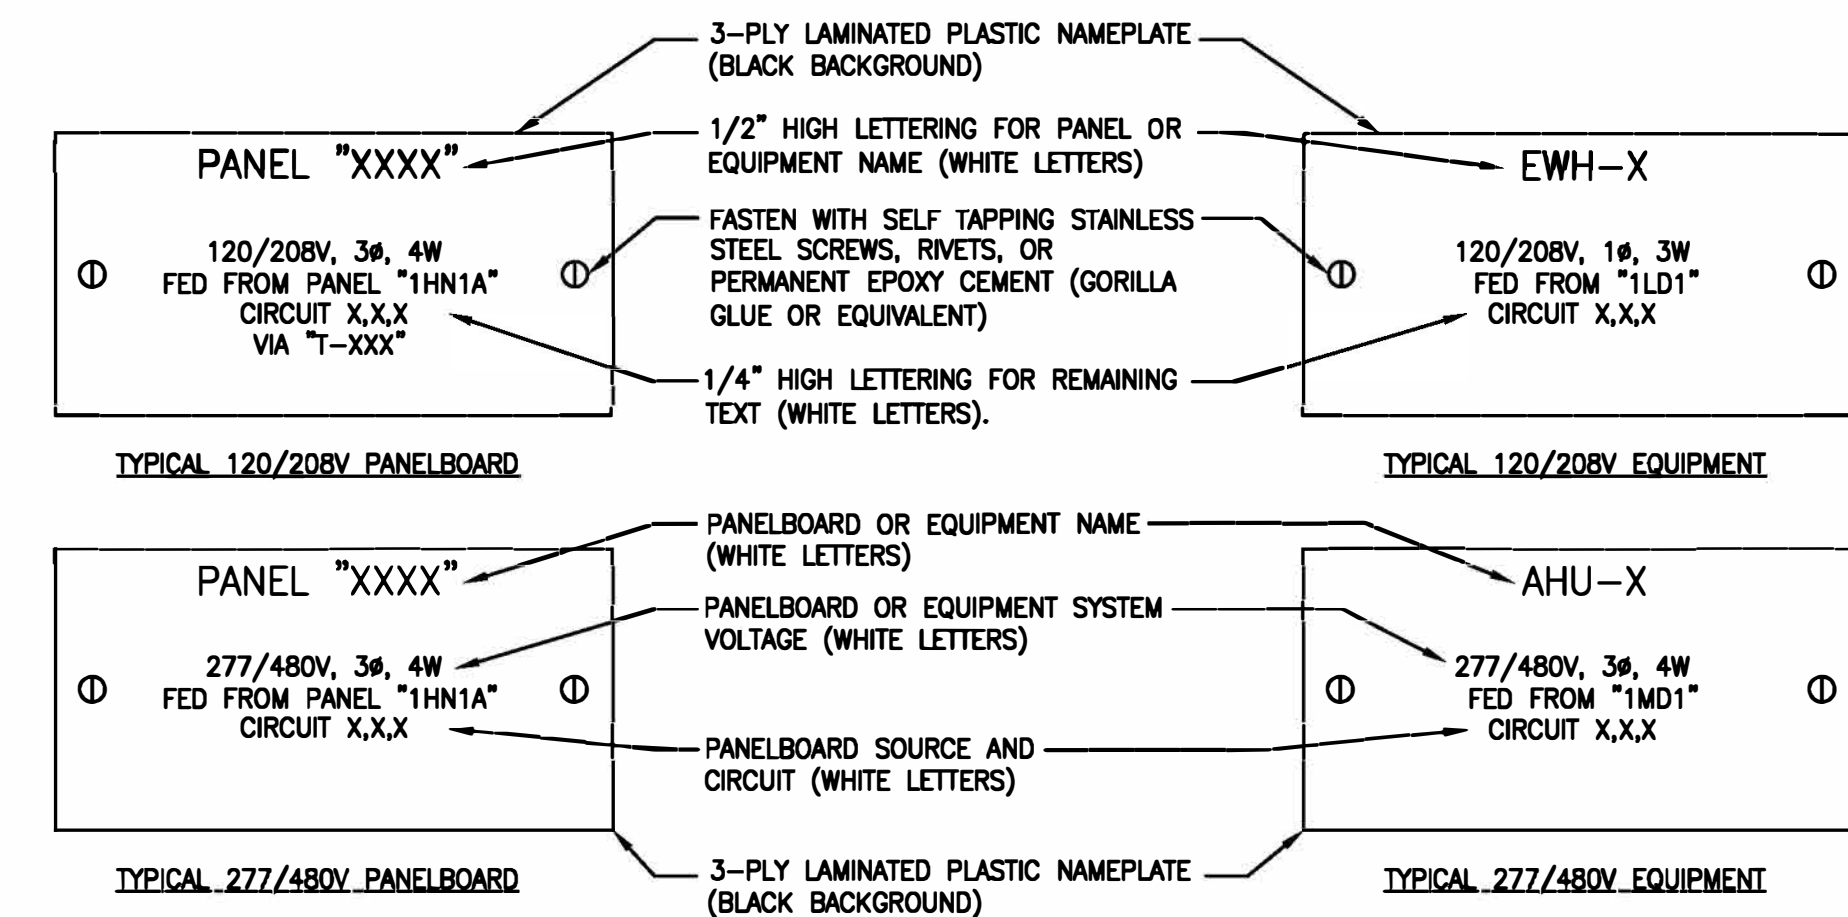 3-PLY LAMINATED PLASTIC NAMEPLATE
(BLACK BACKGROUND)
1/2" HIGH LETTERING FOR PANEL OR
EQUIPMENT NAME (WHITE LETTERS)
FASTEN WITH SELF TAPPING STAINLESS
STEEL SCREWS, RIVETS, OR
PERMANENT EPOXY CEMENT (GORILLA
GLUE OR EQUIVALENT)
1/4" HIGH LETTERING FOR REMAINING
TEXT (WHITE LETTERS).
PANEL "XXXX"
120/208V, 3ø, 4W
FED FROM PANEL "1HN1A"
CIRCUIT X,X,X
VIA "T-XXX"
TYPICAL 120/208V PANELBOARD
EWH-X
120/208V, 1ø, 3W
FED FROM "1LD1"
CIRCUIT X,X,X
TYPICAL 120/208V EQUIPMENT
PANELBOARD OR EQUIPMENT NAME
(WHITE LETTERS)
PANELBOARD OR EQUIPMENT SYSTEM
VOLTAGE (WHITE LETTERS)
PANELBOARD SOURCE AND
CIRCUIT (WHITE LETTERS)
3-PLY LAMINATED PLASTIC NAMEPLATE
(BLACK BACKGROUND)
PANEL "XXXX"
277/480V, 3ø, 4W
FED FROM PANEL "1HN1A"
CIRCUIT X,X,X
TYPICAL 277/480V PANELBOARD
AHU-X
277/480V, 3ø, 4W
FED FROM "1MD1"
CIRCUIT X,X,X
TYPICAL 277/480V EQUIPMENT